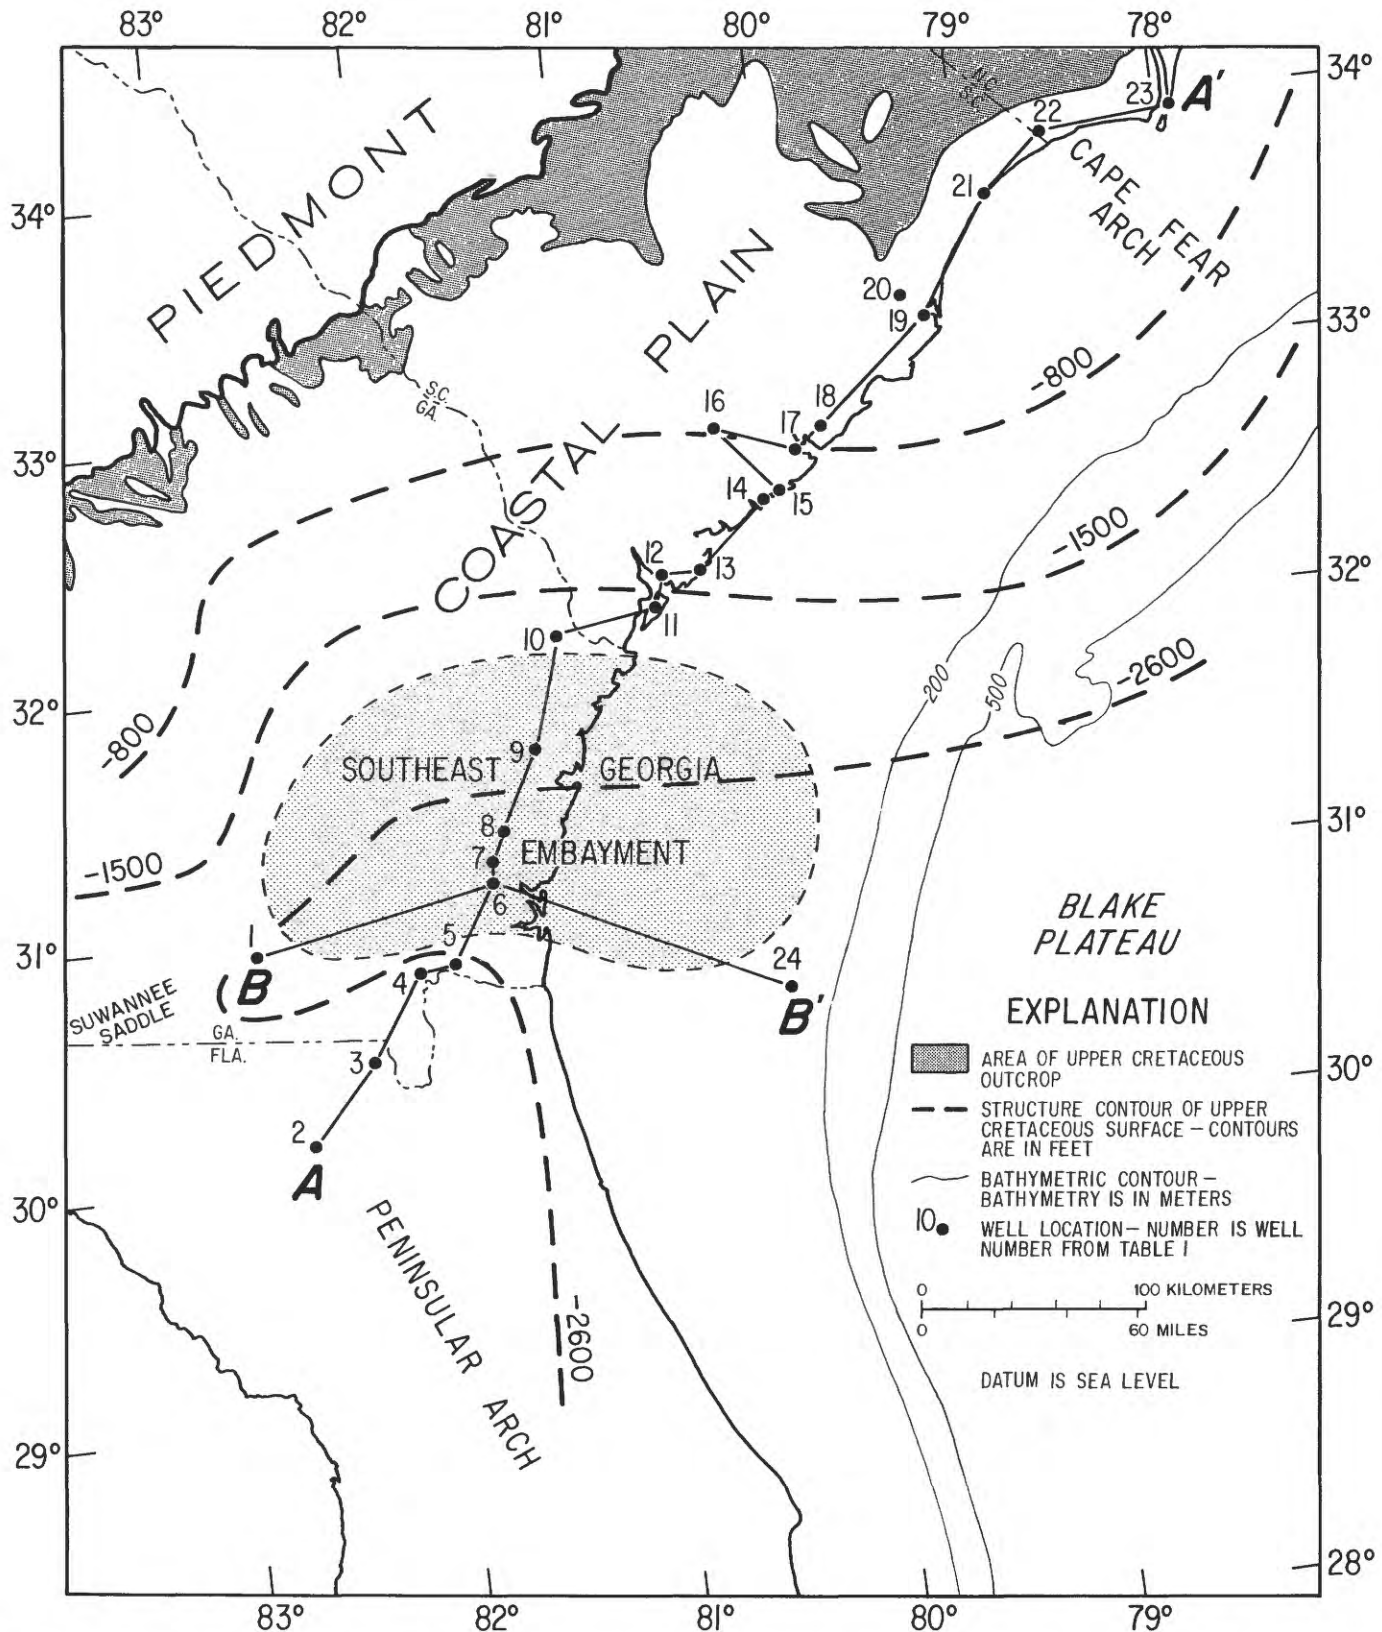 83° 82° 81° 80° 79° 78°
34°
33°
32°
31°
30°
29°
28°
34°
33°
32°
31°
30°
29°
83° 82° 81° 80° 79°
PIEDMONT
COASTAL PLAIN
CAPE FEAR
ARCH
N.C.
S.C.
S.C.
GA.
23
A'
22
21
20
19
18
17
16
15
14
13
12
11
10
9
8
7
6
5
4
3
2
A
B
24
B'
-800
-800
-1500
-1500
-2600
-2600
200
500
SOUTHEAST GEORGIA
EMBAYMENT
SUWANNEE
SADDLE
GA.
FLA.
PENINSULAR ARCH
BLAKE
PLATEAU
EXPLANATION
AREA OF UPPER CRETACEOUS
OUTCROP
STRUCTURE CONTOUR OF UPPER
CRETACEOUS SURFACE – CONTOURS
ARE IN FEET
BATHYMETRIC CONTOUR –
BATHYMETRY IS IN METERS
10
WELL LOCATION – NUMBER IS WELL
NUMBER FROM TABLE 1
0 100 KILOMETERS
0 60 MILES
DATUM IS SEA LEVEL